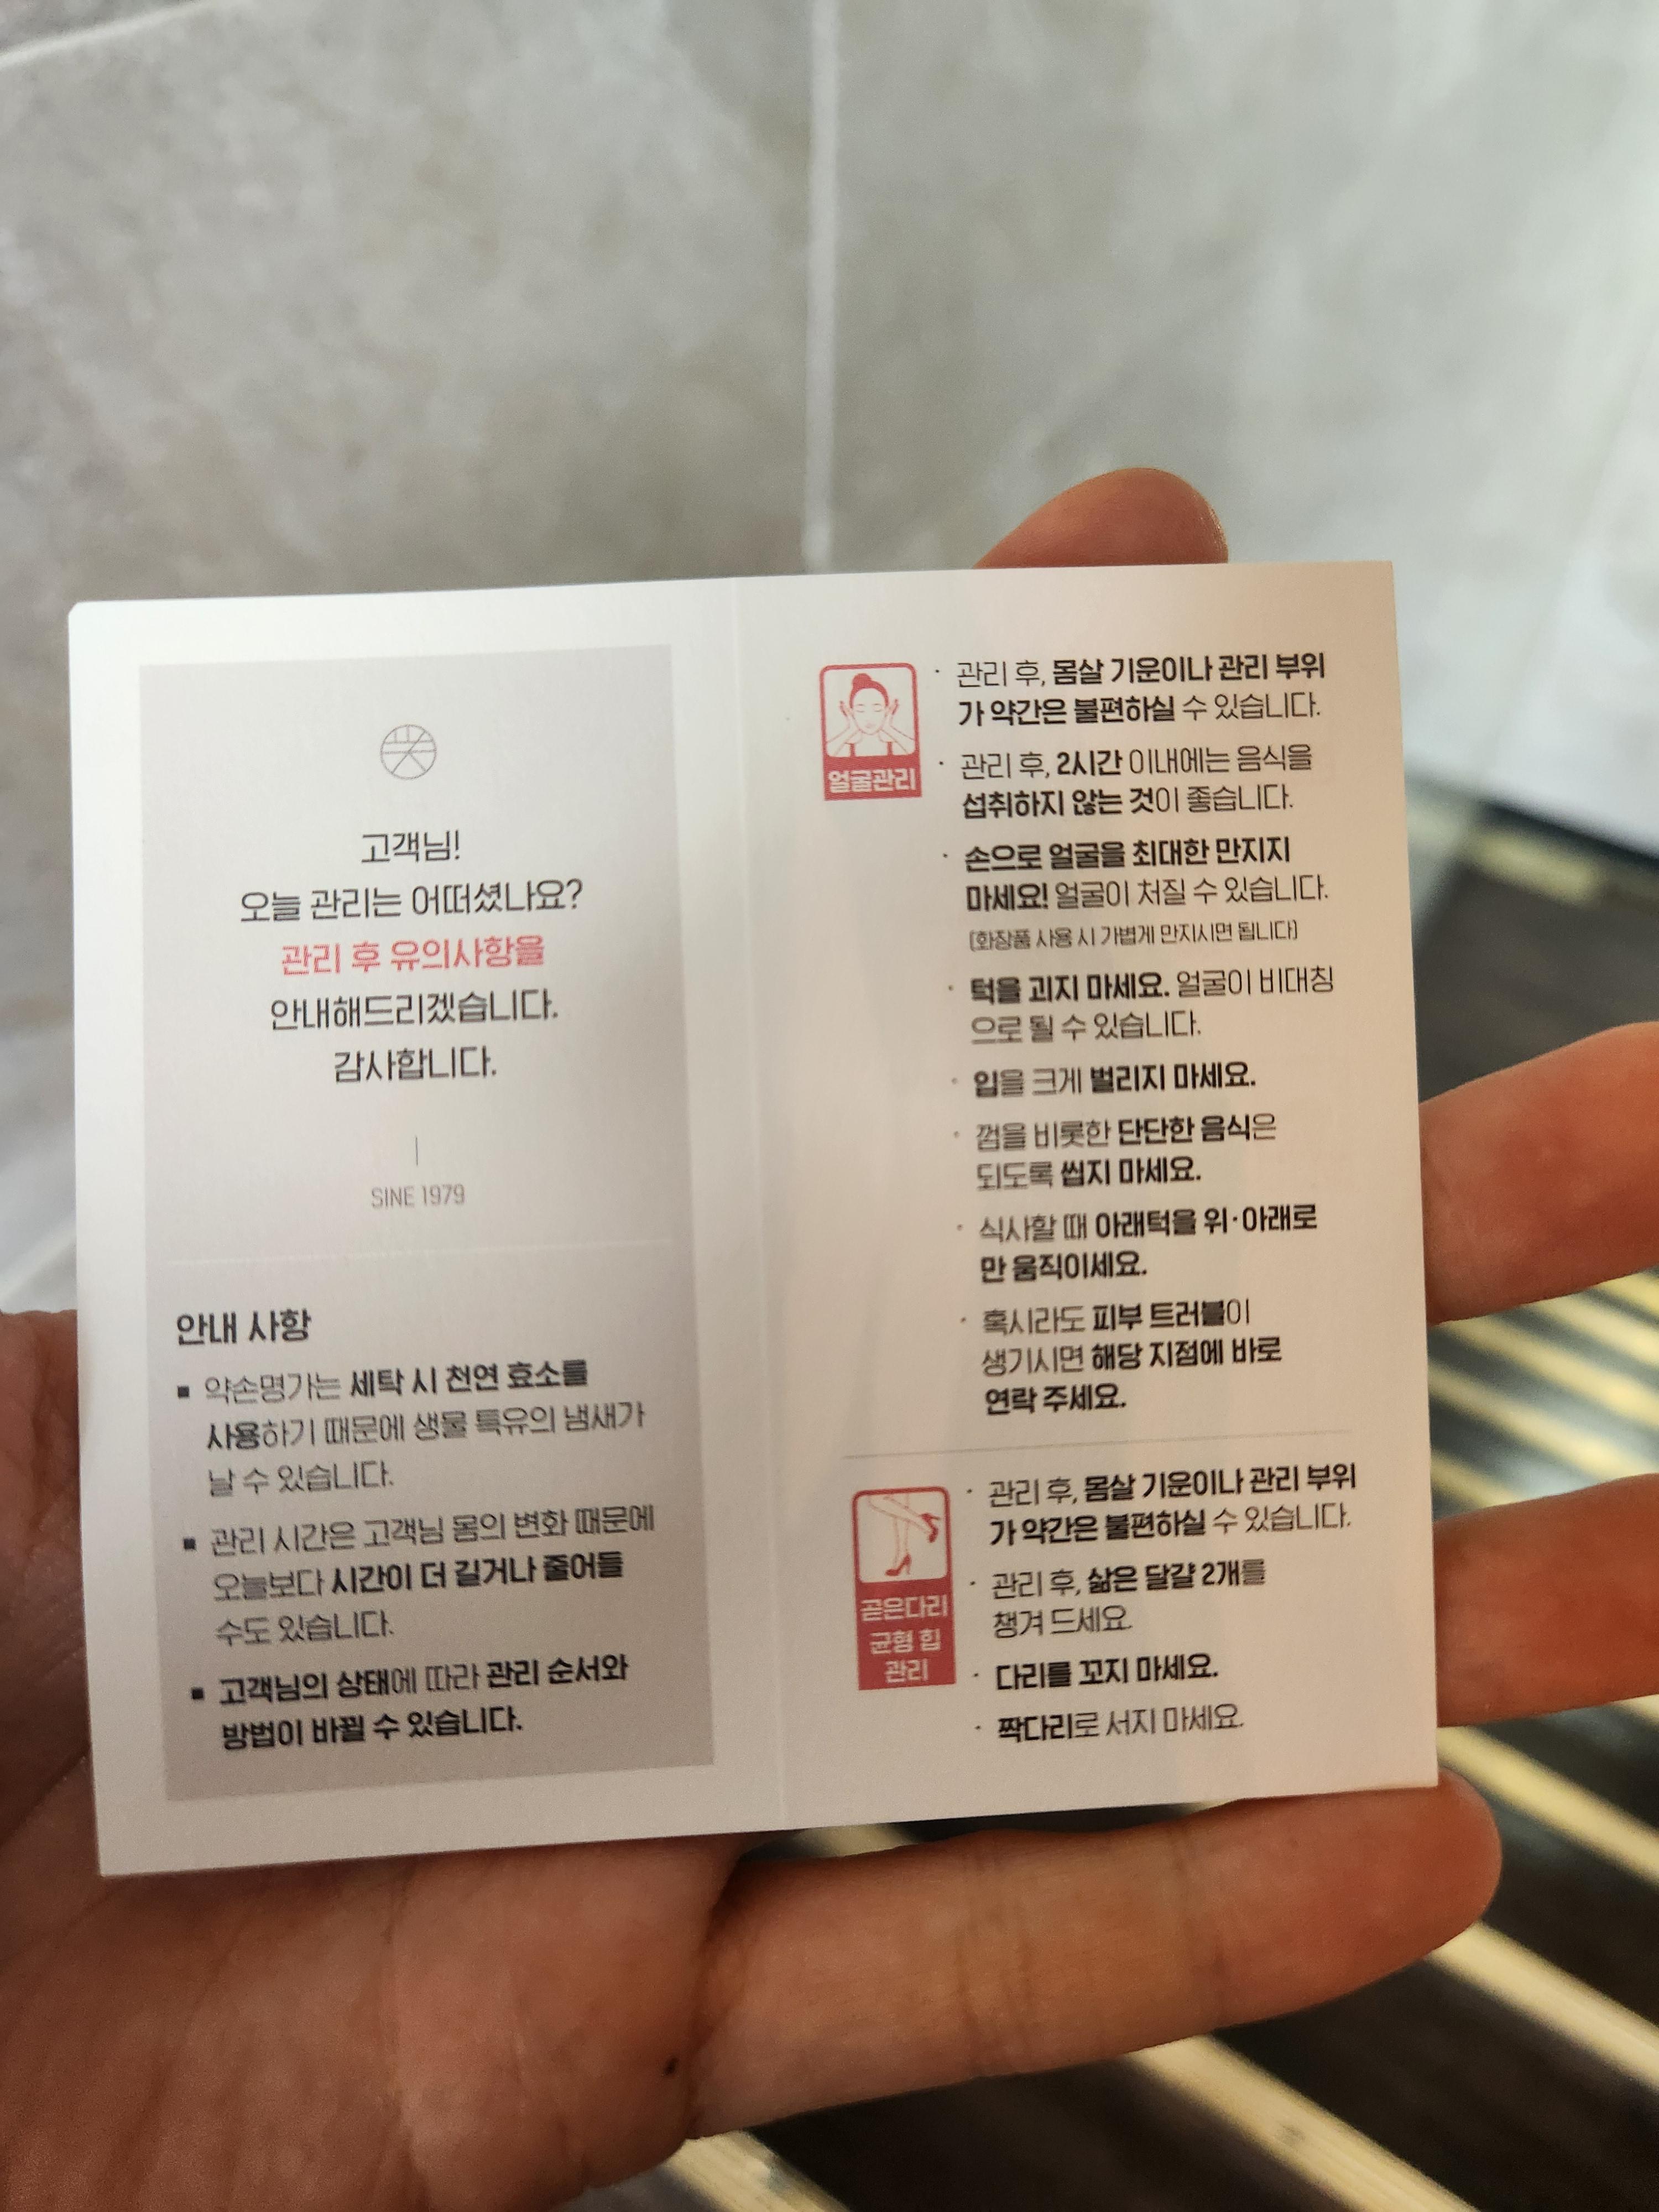 고객님!
오늘 관리는 어떠셨나요?
관리 후 유의사항을
안내해드리겠습니다.
감사합니다.
SINE 1979
안내 사항
▪ 약손명가는 세탁 시 천연 효소를
사용하기 때문에 생물 특유의 냄새가
날 수 있습니다.
▪ 관리 시간은 고객님 몸의 변화 때문에
오늘보다 시간이 더 길거나 줄어들
수도 있습니다.
▪ 고객님의 상태에 따라 관리 순서와
방법이 바뀔 수 있습니다.
얼굴관리
· 관리 후, 몸살 기운이나 관리 부위
가 약간은 불편하실 수 있습니다.
· 관리 후, 2시간 이내에는 음식을
섭취하지 않는 것이 좋습니다.
· 손으로 얼굴을 최대한 만지지
마세요! 얼굴이 처질 수 있습니다.
(화장품 사용 시 가볍게 만지시면 됩니다)
· 턱을 괴지 마세요. 얼굴이 비대칭
으로 될 수 있습니다.
· 입을 크게 벌리지 마세요.
· 껌을 비롯한 단단한 음식은
되도록 씹지 마세요.
· 식사할 때 아래턱을 위·아래로
만 움직이세요.
· 혹시라도 피부 트러블이
생기시면 해당 지점에 바로
연락 주세요.
곧은다리
균형 힙
관리
· 관리 후, 몸살 기운이나 관리 부위
가 약간은 불편하실 수 있습니다.
· 관리 후, 삶은 달걀 2개를
챙겨 드세요.
· 다리를 꼬지 마세요.
· 짝다리로 서지 마세요.